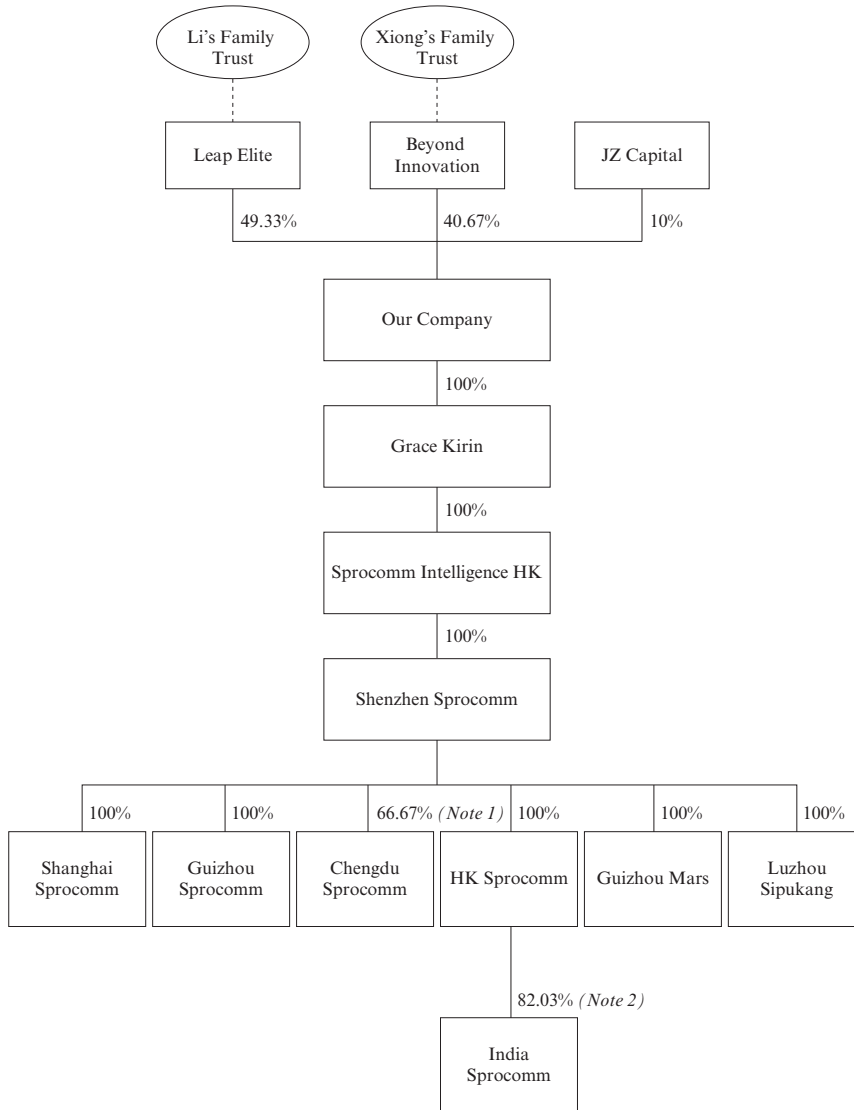 Li’s Family
Trust
Xiong’s Family
Trust
Leap Elite
Beyond
Innovation
JZ Capital
49.33%
40.67%
10%
Our Company
100%
Grace Kirin
100%
Sprocomm Intelligence HK
100%
Shenzhen Sprocomm
100%
100%
66.67% (Note 1)
100%
100%
100%
Shanghai
Sprocomm
Guizhou
Sprocomm
Chengdu
Sprocomm
HK Sprocomm
Guizhou Mars
Luzhou
Sipukang
82.03% (Note 2)
India
Sprocomm